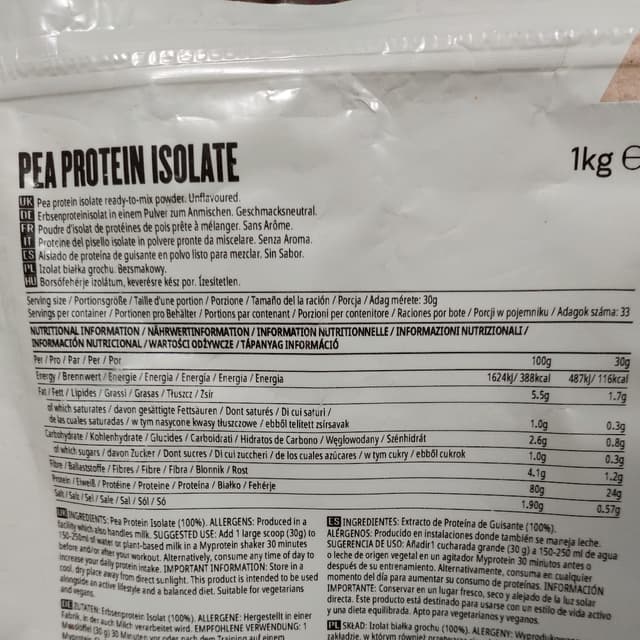 PEA PROTEIN ISOLATE
1kg e
UK Pea protein isolate ready-to-mix powder. Unflavoured.
DE Erbsenproteinisolat in einem Pulver zum Anmischen. Geschmacksneutral.
FR Poudre d'isolat de protéines de pois prête à mélanger. Sans Arôme.
IT Proteine del pisello isolate in polvere pronte da miscelare. Senza Aroma.
ES Aislado de proteína de guisante en polvo listo para mezclar. Sin Sabor.
PL Izolat białka grochu. Bezsmakowy.
HU Borsófehérje izolátum, keverésre kész por. Ízesítetlen.
Serving size / Portionsgröße / Taille d'une portion / Porzione / Tamaño del la ración / Porcja / Adag mérete: 30g
Servings per container / Portionen pro Behälter / Portions par contenant / Porzioni per contenitore / Raciones por bote / Porcji w pojemniku / Adagok száma: 33
NUTRITIONAL INFORMATION / NÄHRWERTINFORMATION / INFORMATION NUTRITIONNELLE / INFORMAZIONI NUTRIZIONALI /
INFORMACIÓN NUTRICIONAL / WARTOŚCI ODŻYWCZE / TÁPANYAG INFORMÁCIÓ
Per / Pro / Par / Per / Por 100g 30g
Energy / Brennwert / Energie / Energia / Energía / Energia / Energia 1624kJ/ 388kcal 487kJ/ 116kcal
Fat / Fett / Lipides / Grassi / Grasas / Tłuszcz / Zsír 5.5g 1.7g
of which saturates / davon gesättigte Fettsäuren / Dont saturés / Di cui saturi /
de las cuales saturadas / w tym nasycone kwasy tłuszczowe / ebből telített zsírsavak 1.0g 0.3g
Carbohydrate / Kohlenhydrate / Glucides / Carboidrati / Hidratos de Carbono / Węglowodany / Szénhidrát 2.6g 0.8g
of which sugars / davon Zucker / Dont sucres / Di cui zuccheri / de los cuales azúcares / w tym cukry / ebből cukrok 1.0g 0.3g
Fibre / Ballaststoffe / Fibres / Fibre / Fibra / Błonnik / Rost 4.1g 1.2g
Protein / Eiweiß / Protéine / Proteine / Proteína / Białko / Fehérje 80g 24g
Salt / Salz / Sel / Sale / Sal / Sól / Só 1.90g 0.57g
UK INGREDIENTS: Pea Protein Isolate (100%). ALLERGENS: Produced in a
facility which also handles milk. SUGGESTED USE: Add 1 large scoop (30g) to
150-250ml of water or plant-based milk in a Myprotein shaker 30 minutes
before and/or after your workout. Alternatively, consume any time of day to
increase your daily protein intake. IMPORTANT INFORMATION: Store in a
cool, dry place away from direct sunlight. This product is intended to be used
alongside an active lifestyle and a balanced diet. Suitable for vegetarians
and vegans.
DE ZUTATEN: Erbsenprotein Isolat (100%). ALLERGENE: Hergestellt in einer
Fabrik, in der auch Milch verarbeitet wird. EMPFOHLENE VERWENDUNG: 1
(30 g) 30 Minuten vor oder nach dem Training auf einem
ES INGREDIENTES: Extracto de Proteína de Guisante (100%).
ALÉRGENOS: Producido en instalaciones donde también se maneja leche.
SUGERENCIA DE USO: Añadir1 cucharada grande (30 g) a 150-250 ml de agua
o leche de origen vegetal en un agitador Myprotein 30 minutos antes o
después de su entrenamiento. Alternativamente, consuma en cualquier
momento del día para aumentar su consumo de proteínas. INFORMACIÓN
IMPORTANTE: Conservar en un lugar fresco, seco y alejado de la luz solar
directa. Este producto está destinado para usarse con un estilo de vida activo
y una dieta equilibrada. Apto para vegetarianos y veganos.
PL SKŁAD: Izolat białka grochu (100%). ALERGENY: Wyprodukowano
zakładzie, w którym również